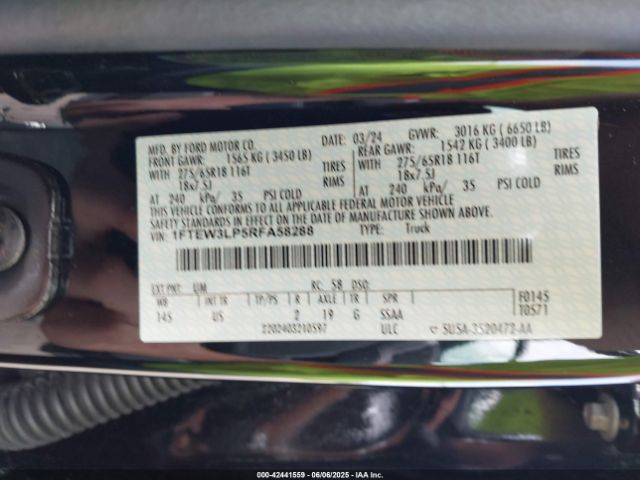 MFD. BY FORD MOTOR CO. DATE: 03/24 GVWR: 3016 KG ( 6650 LB)
FRONT GAWR: 1565 KG ( 3450 LB) REAR GAWR: 1542 KG ( 3400 LB)
WITH 275/65R18 116T TIRES WITH 275/65R18 116T TIRES
18x7.5J RIMS 18x7.5J RIMS
AT 240 kPa/ 35 PSI COLD AT 240 kPa/ 35 PSI COLD
THIS VEHICLE CONFORMS TO ALL APPLICABLE FEDERAL MOTOR VEHICLE
SAFETY STANDARDS IN EFFECT ON THE DATE OF MANUFACTURE SHOWN ABOVE.
VIN: 1FTEW3LP5RFA58288 TYPE: Truck
EXT PNT: UM RC: 58 DSO:
WB INT TR TP/PS R AXLE TR SPR F0145
145 US 2 19 G SSAA T0571
2202403210597 ULC 5U5A-3520472-AA
000-42441559 | 06/06/2025 | IAA Inc.